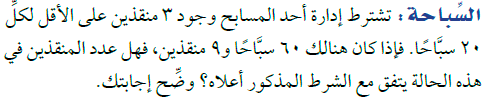 السِّباحة: تشترط إدارة أحد المسابح وجود ٣ منقذين على الأقل لكلِّ
٢٠ سبَّاحًا. فإذا كان هنالك ٦٠ سبَّاحًا و٩ منقذين، فهل عدد المنقذين في
هذه الحالة يتفق مع الشرط المذكور أعلاه؟ وضِّح إجابتك.